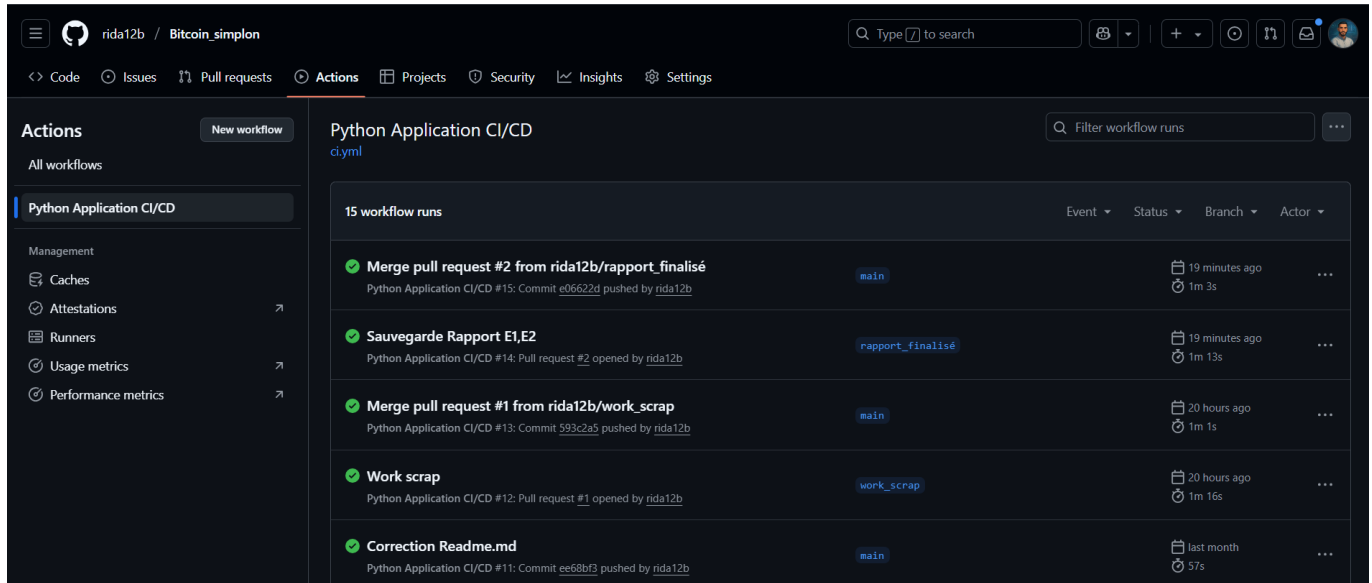 rida12b / Bitcoin_simplon
Type / to search
Code Issues Pull requests Actions Projects Security Insights Settings
Actions
New workflow
All workflows
Python Application CI/CD
Management
Caches
Attestations
Runners
Usage metrics
Performance metrics
Python Application CI/CD
ci.yml
Filter workflow runs
15 workflow runs
Event Status Branch Actor
Merge pull request #2 from rida12b/rapport_finalisé
Python Application CI/CD #15: Commit e06622d pushed by rida12b
main
19 minutes ago
1m 3s
Sauvegarde Rapport E1,E2
Python Application CI/CD #14: Pull request #2 opened by rida12b
rapport_finalisé
19 minutes ago
1m 13s
Merge pull request #1 from rida12b/work_scrap
Python Application CI/CD #13: Commit 593c2a5 pushed by rida12b
main
20 hours ago
1m 1s
Work scrap
Python Application CI/CD #12: Pull request #1 opened by rida12b
work_scrap
20 hours ago
1m 16s
Correction Readme.md
Python Application CI/CD #11: Commit ee68bf3 pushed by rida12b
main
last month
57s